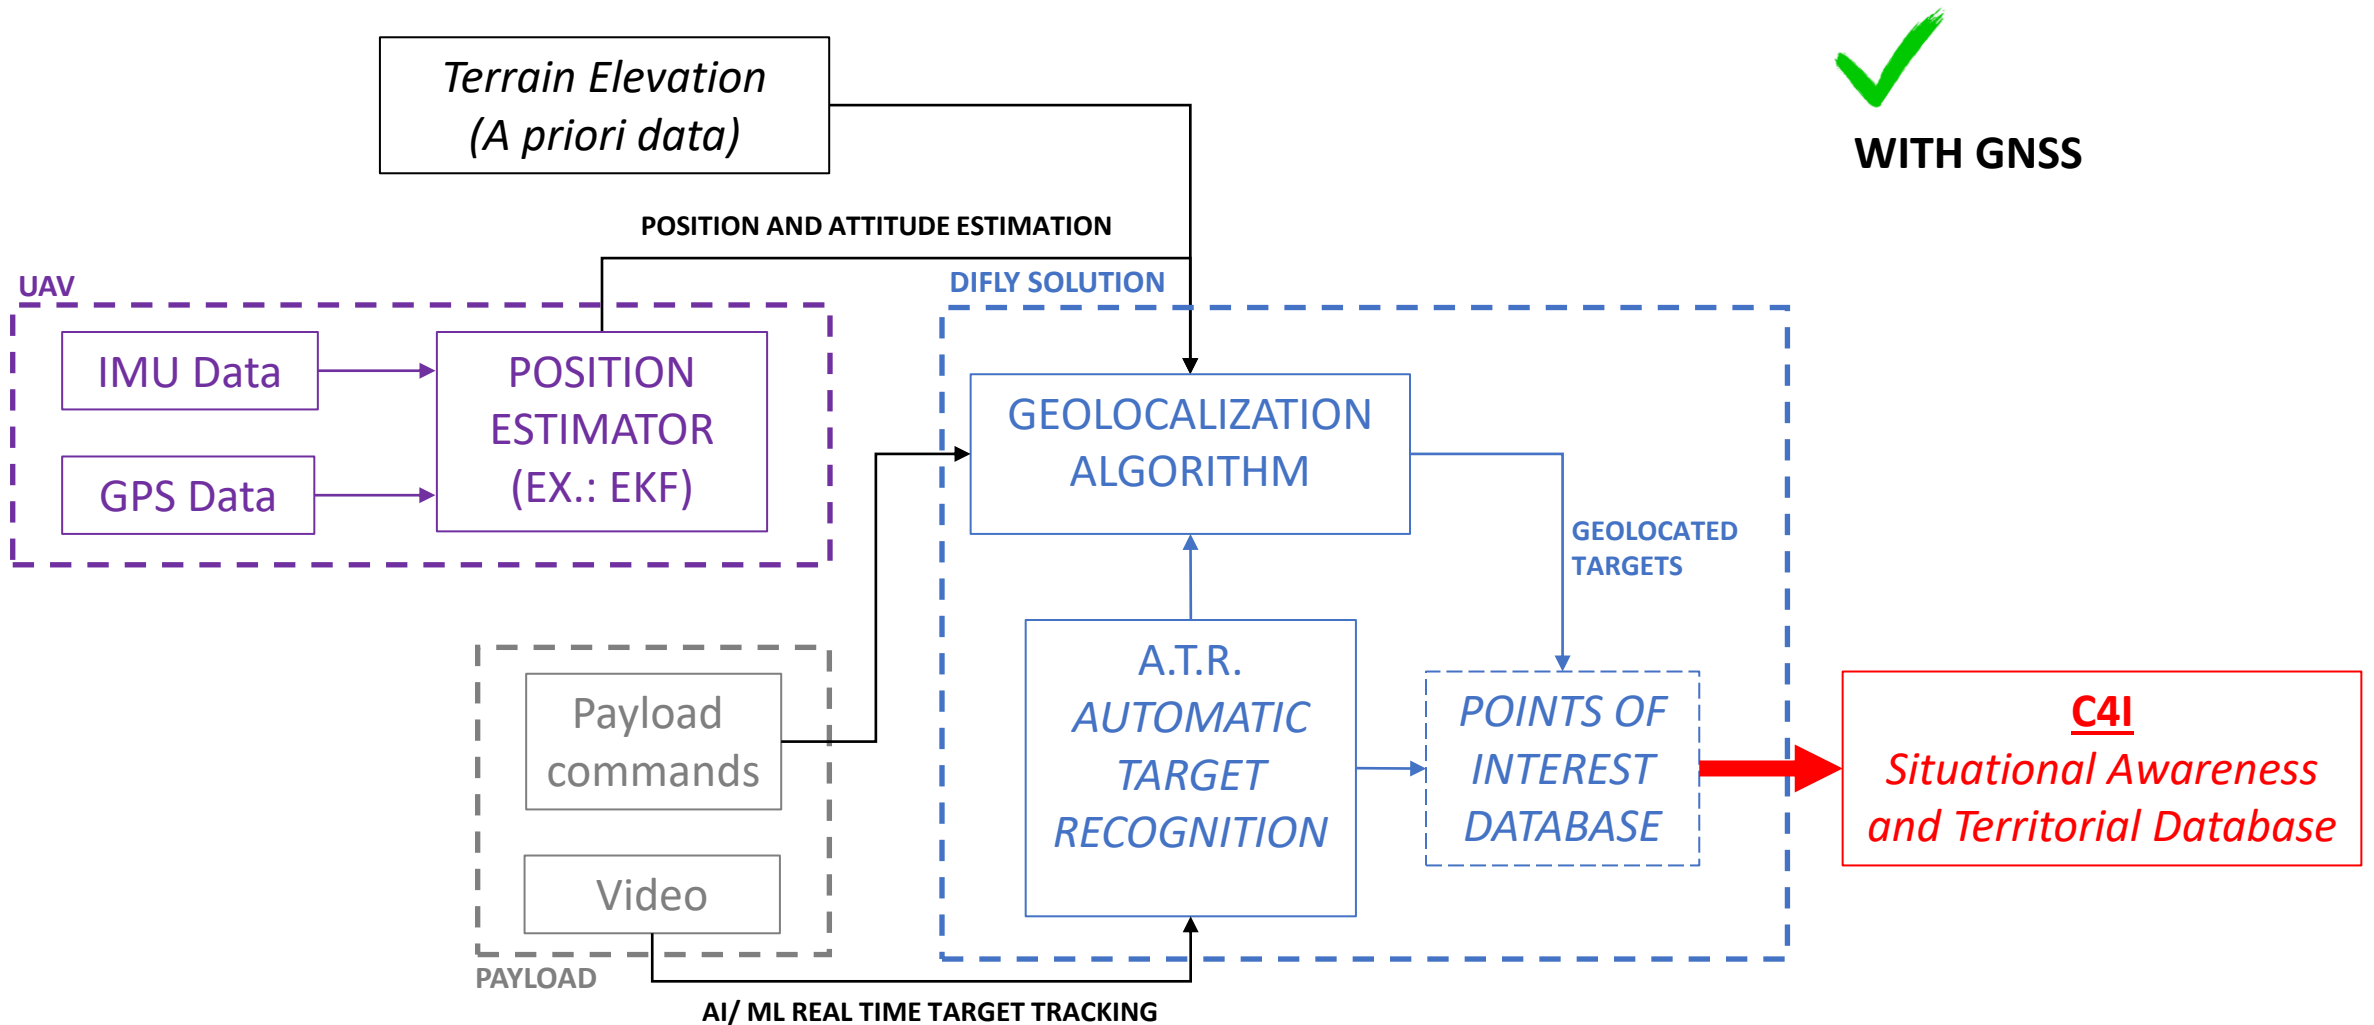 Terrain Elevation
(A priori data)
WITH GNSS
POSITION AND ATTITUDE ESTIMATION
UAV
DIFLY SOLUTION
IMU Data
GPS Data
POSITION
ESTIMATOR
(EX.: EKF)
GEOLOCALIZATION
ALGORITHM
GEOLOCATED
TARGETS
Payload
commands
Video
PAYLOAD
A.T.R.
AUTOMATIC
TARGET
RECOGNITION
POINTS OF
INTEREST
DATABASE
C4I
Situational Awareness
and Territorial Database
AI/ ML REAL TIME TARGET TRACKING